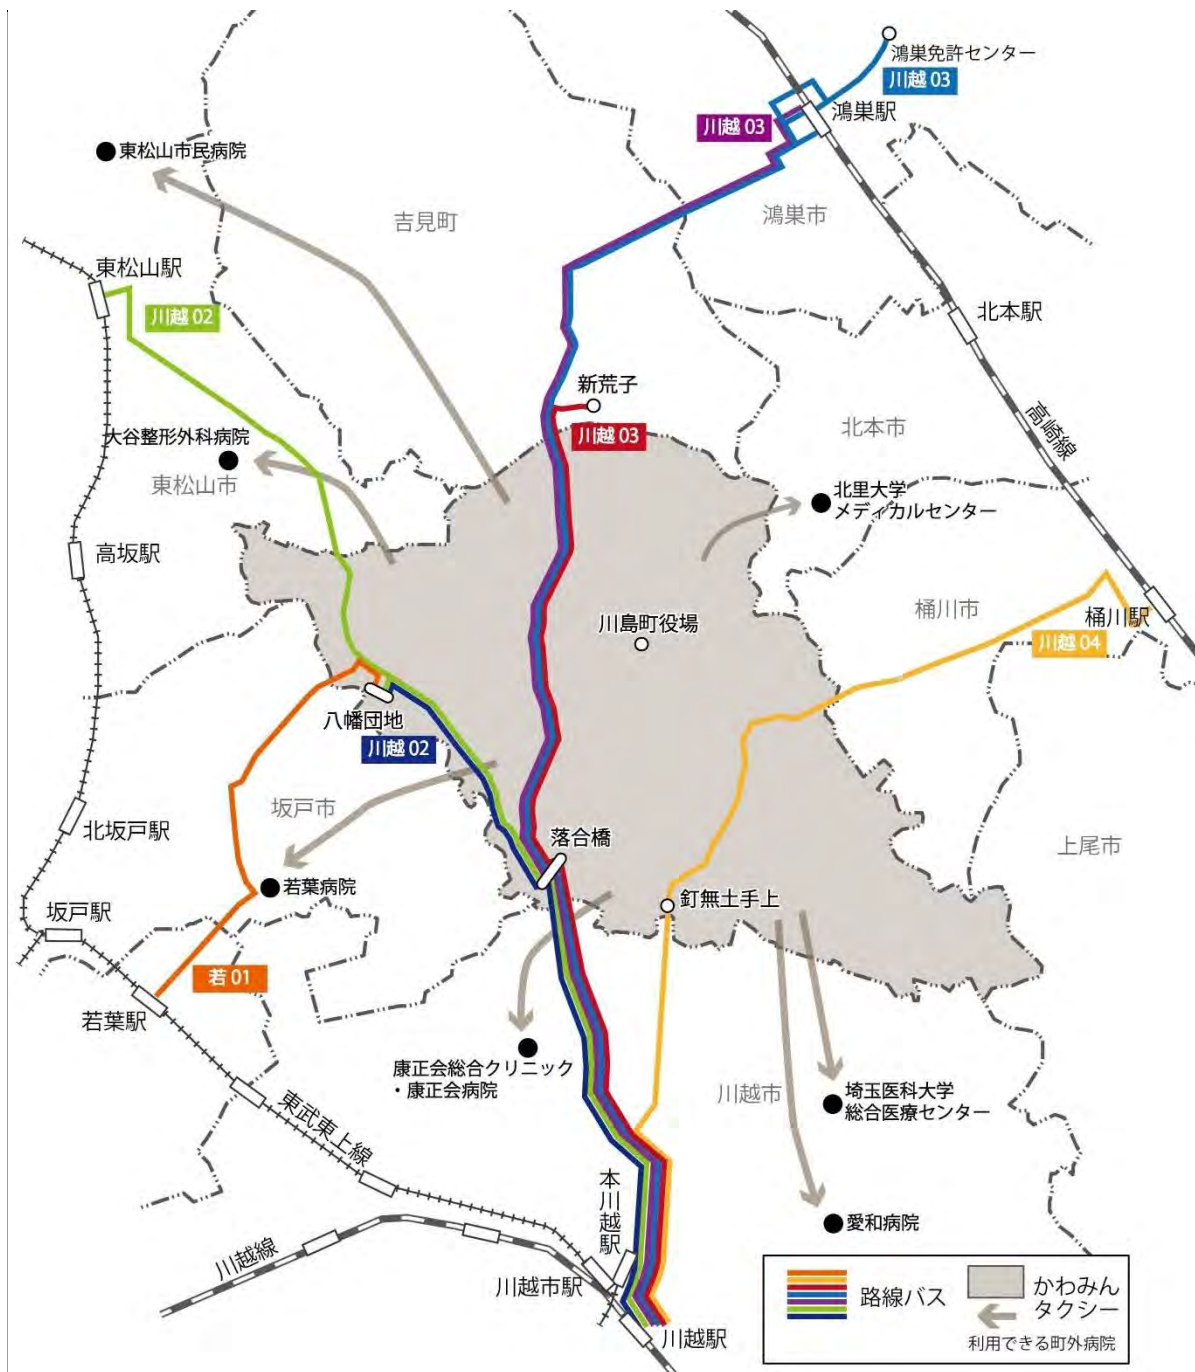 鴻巣免許センター
川越 03
鴻巣駅
川越 03
東松山市民病院
吉見町
鴻巣市
東松山駅
川越 02
北本駅
新荒子
川越 03
高崎線
北本市
大谷整形外科病院
東松山市
北里大学
メディカルセンター
高坂駅
桶川市
川島町役場
桶川駅
川越 04
八幡団地
川越 02
坂戸市
北坂戸駅
落合橋
上尾市
若葉病院
釘無土手上
坂戸駅
若 01
若葉駅
康正会総合クリニック
・康正会病院
川越市
埼玉医科大学
総合医療センター
東武東上線
本川越駅
愛和病院
川越線
川越市駅
川越駅
路線バス
かわみん
タクシー
利用できる町外病院